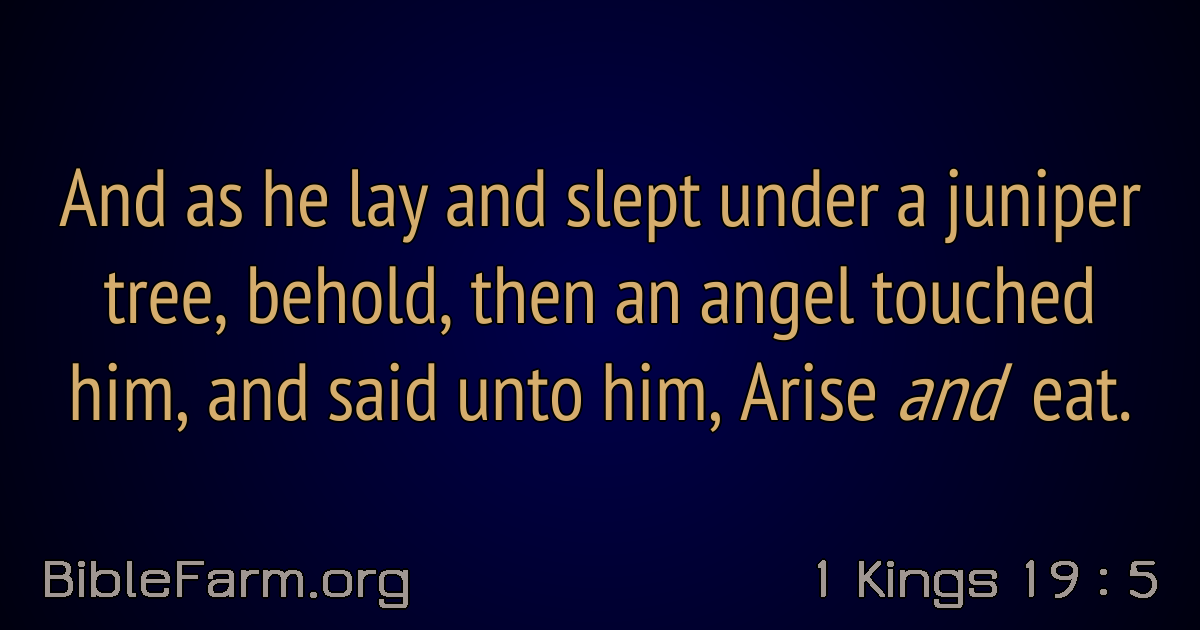 And as he lay and slept under a juniper
tree, behold, then an angel touched
him, and said unto him, Arise and eat.
BibleFarm.org
1 Kings 19 : 5